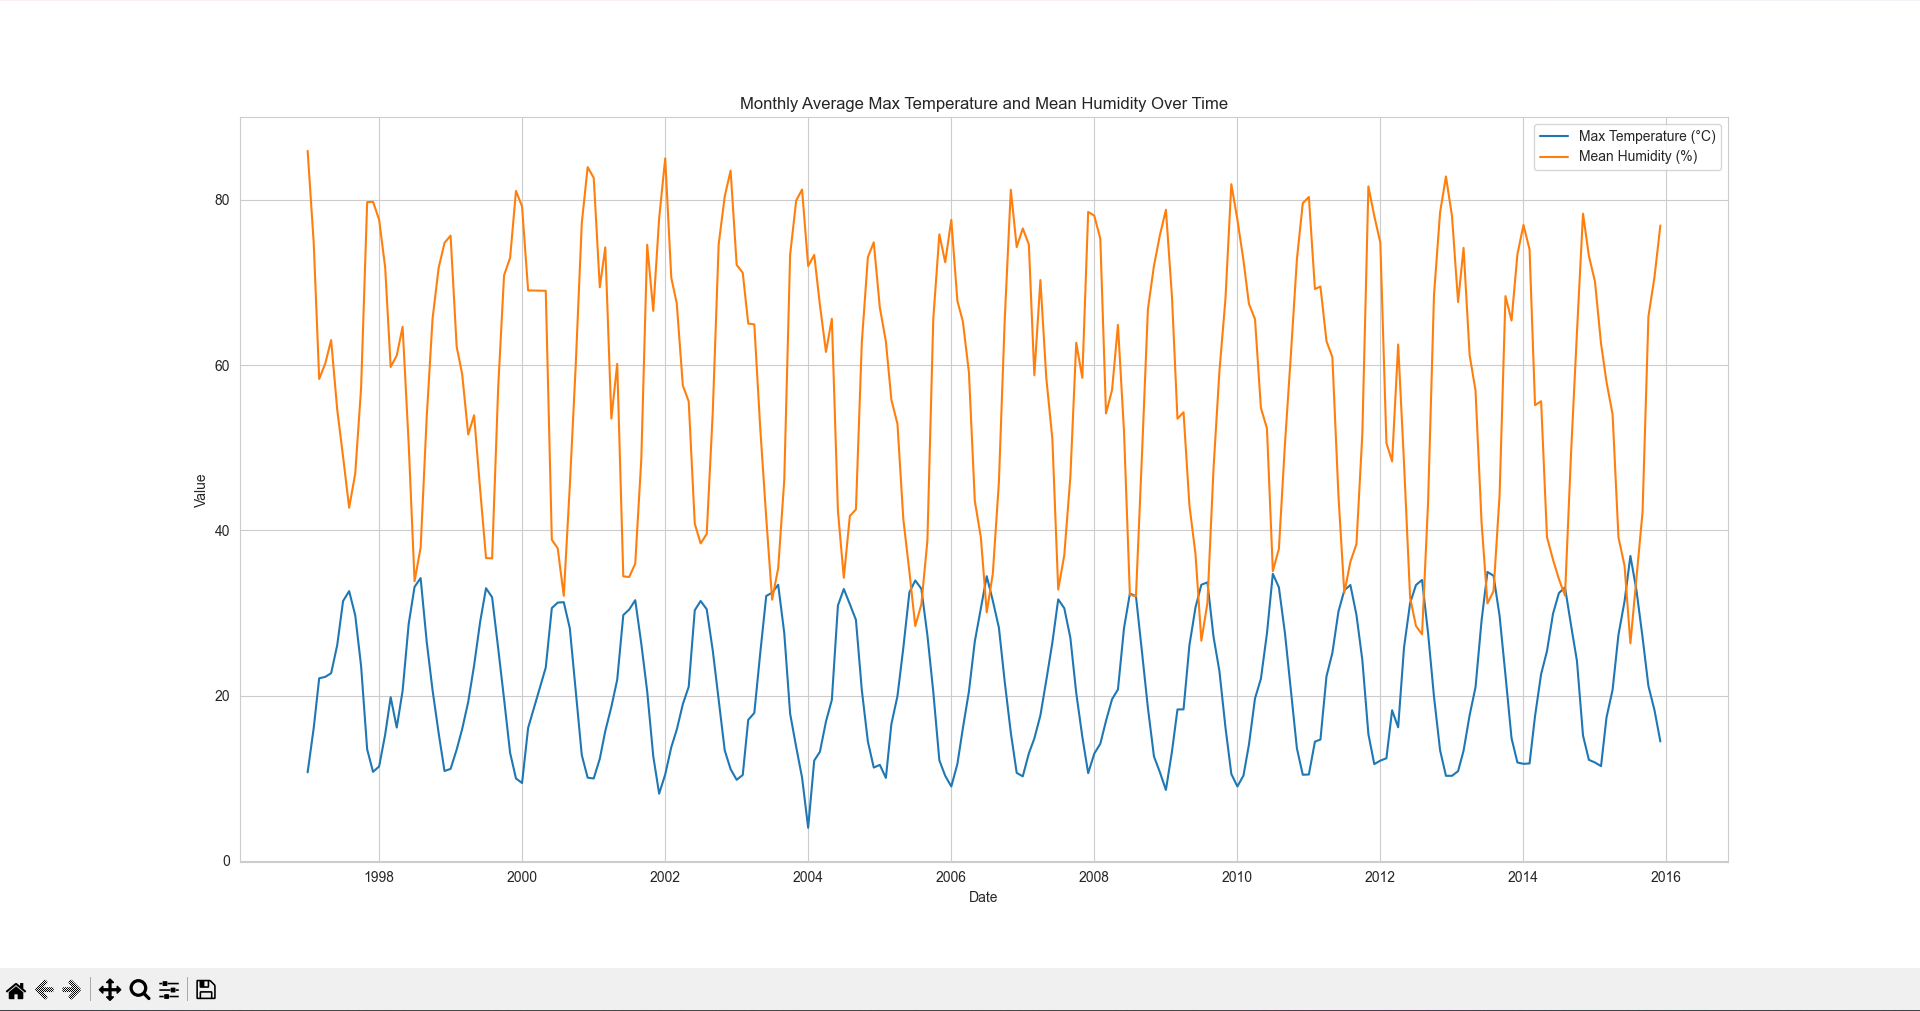 Monthly Average Max Temperature and Mean Humidity Over Time
Max Temperature (°C)
Mean Humidity (%)
80
60
40
20
0
Value
1998 2000 2002 2004 2006 2008 2010 2012 2014 2016
Date